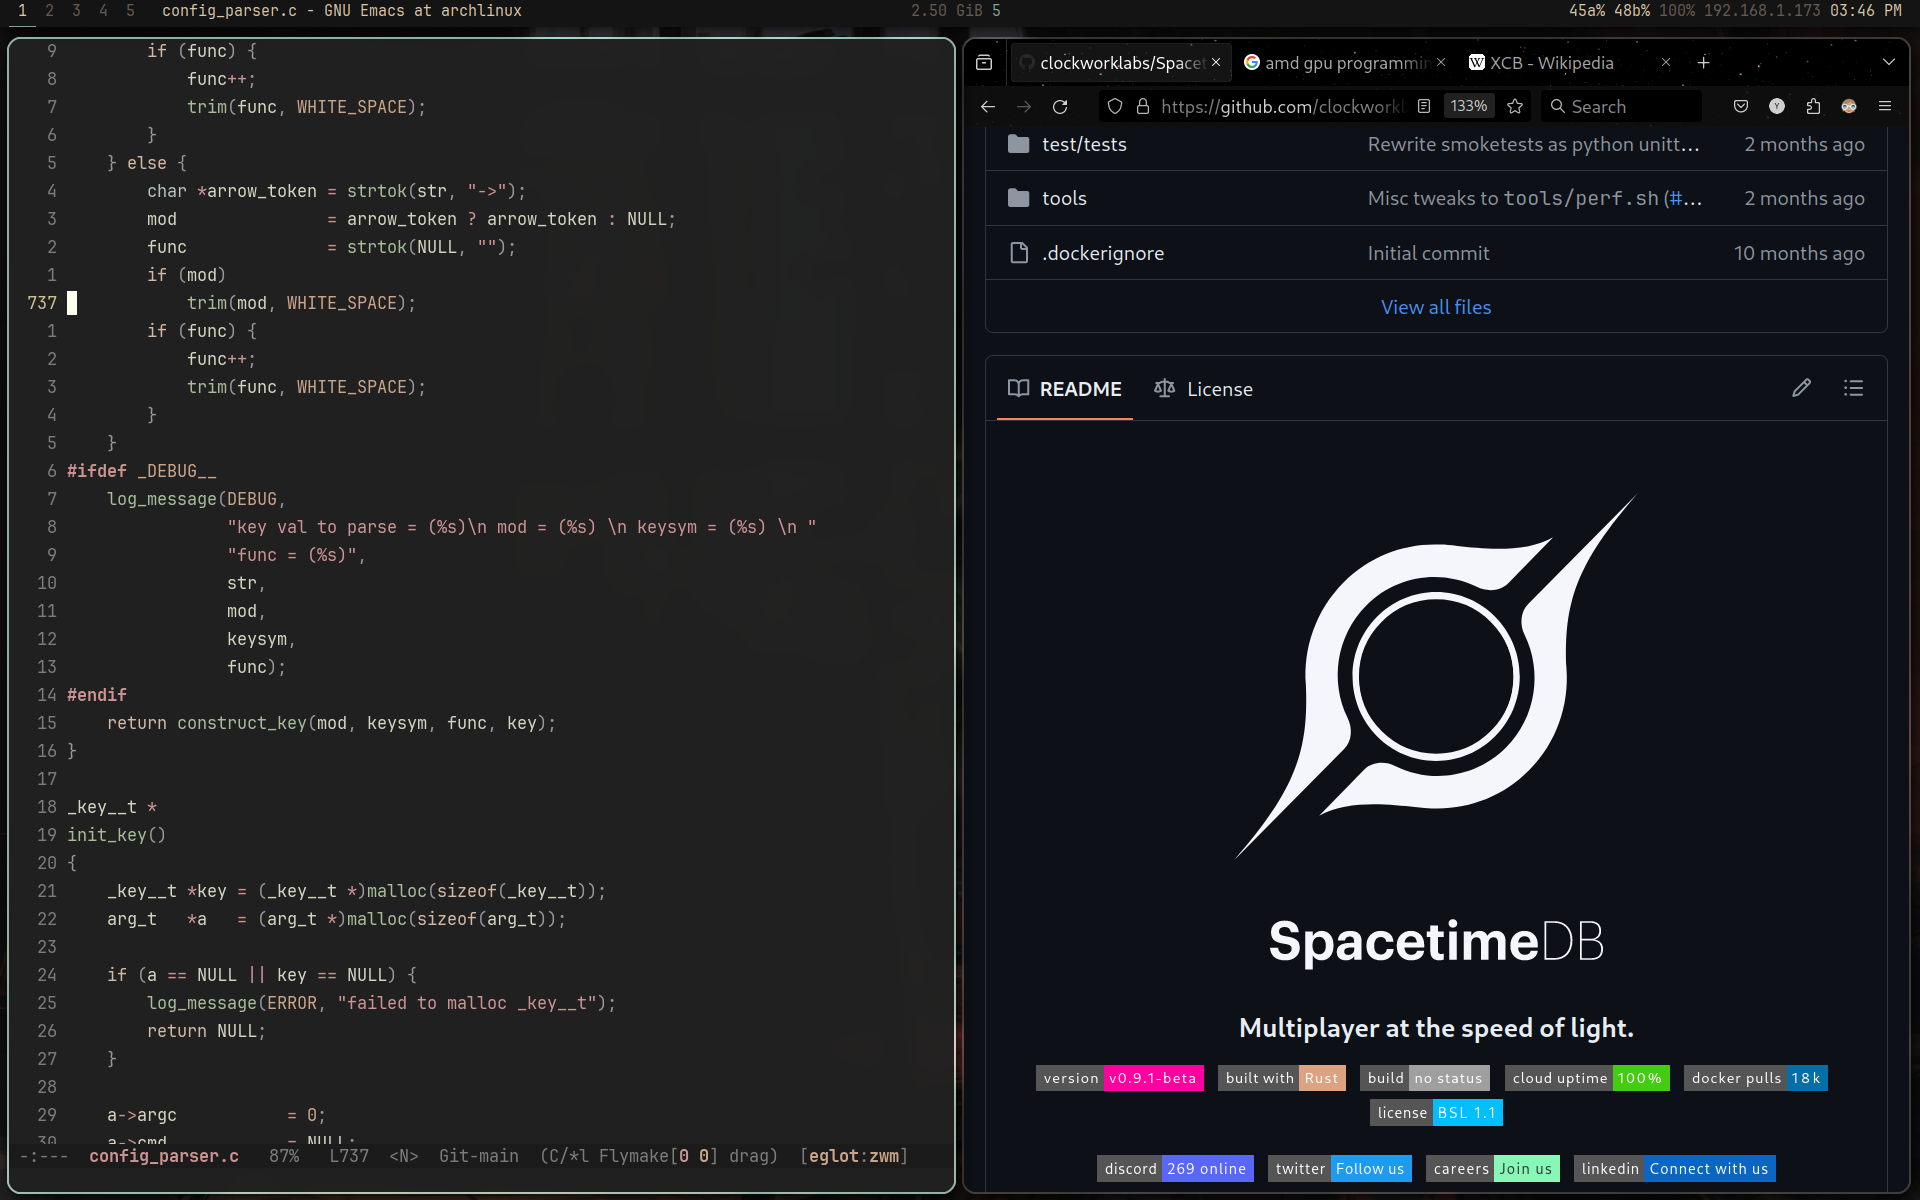 1 2 3 4 5 config_parser.c - GNU Emacs at archlinux 2.50 GiB 5 45a% 48b% 100% 192.168.1.173 03:46 PM
9 if (func) {
8 func++;
7 trim(func, WHITE_SPACE);
6 }
5 } else {
4 char *arrow_token = strtok(str, "->");
3 mod = arrow_token ? arrow_token : NULL;
2 func = strtok(NULL, "");
1 if (mod)
737 trim(mod, WHITE_SPACE);
1 if (func) {
2 func++;
3 trim(func, WHITE_SPACE);
4 }
5 }
6 #ifdef _DEBUG__
7 log_message(DEBUG,
8 "key val to parse = (%s)\n mod = (%s) \n keysym = (%s) \n "
9 "func = (%s)",
10 str,
11 mod,
12 keysym,
13 func);
14 #endif
15 return construct_key(mod, keysym, func, key);
16 }
17
18 _key__t *
19 init_key()
20 {
21 _key__t *key = (_key__t *)malloc(sizeof(_key__t));
22 arg_t *a = (arg_t *)malloc(sizeof(arg_t));
23
24 if (a == NULL || key == NULL) {
25 log_message(ERROR, "failed to malloc _key__t");
26 return NULL;
27 }
28
29 a->argc = 0;
30 a->cmd = NULL;
-:--- config_parser.c 87% L737 <N> Git-main (C/*l Flymake[0 0] drag) [eglot:zwm]
clockworklabs/Spacet × amd gpu programmin × XCB - Wikipedia × +
https://github.com/clockworkl 133% Search
test/tests Rewrite smoketests as python unitt... 2 months ago
tools Misc tweaks to tools/perf.sh (#... 2 months ago
.dockerignore Initial commit 10 months ago
View all files
README License
SpacetimeDB
Multiplayer at the speed of light.
version v0.9.1-beta built with Rust build no status cloud uptime 100% docker pulls 18k
license BSL 1.1
discord 269 online twitter Follow us careers Join us linkedin Connect with us